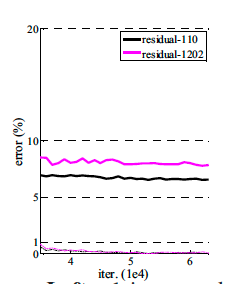 20
residual-110
residual-1202
10
error (%)
5
1
0
4 5 6
iter. (1e4)